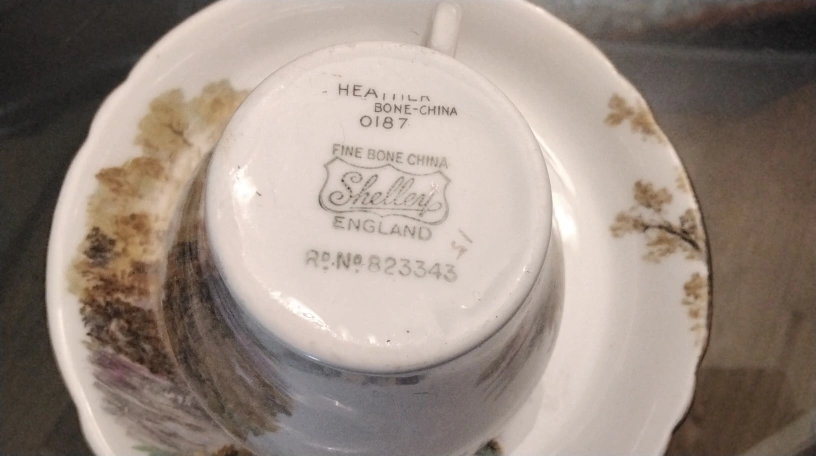 HEATHER
BONE-CHINA
0187
FINE BONE CHINA
Shelley
ENGLAND
RD. NO. 823343